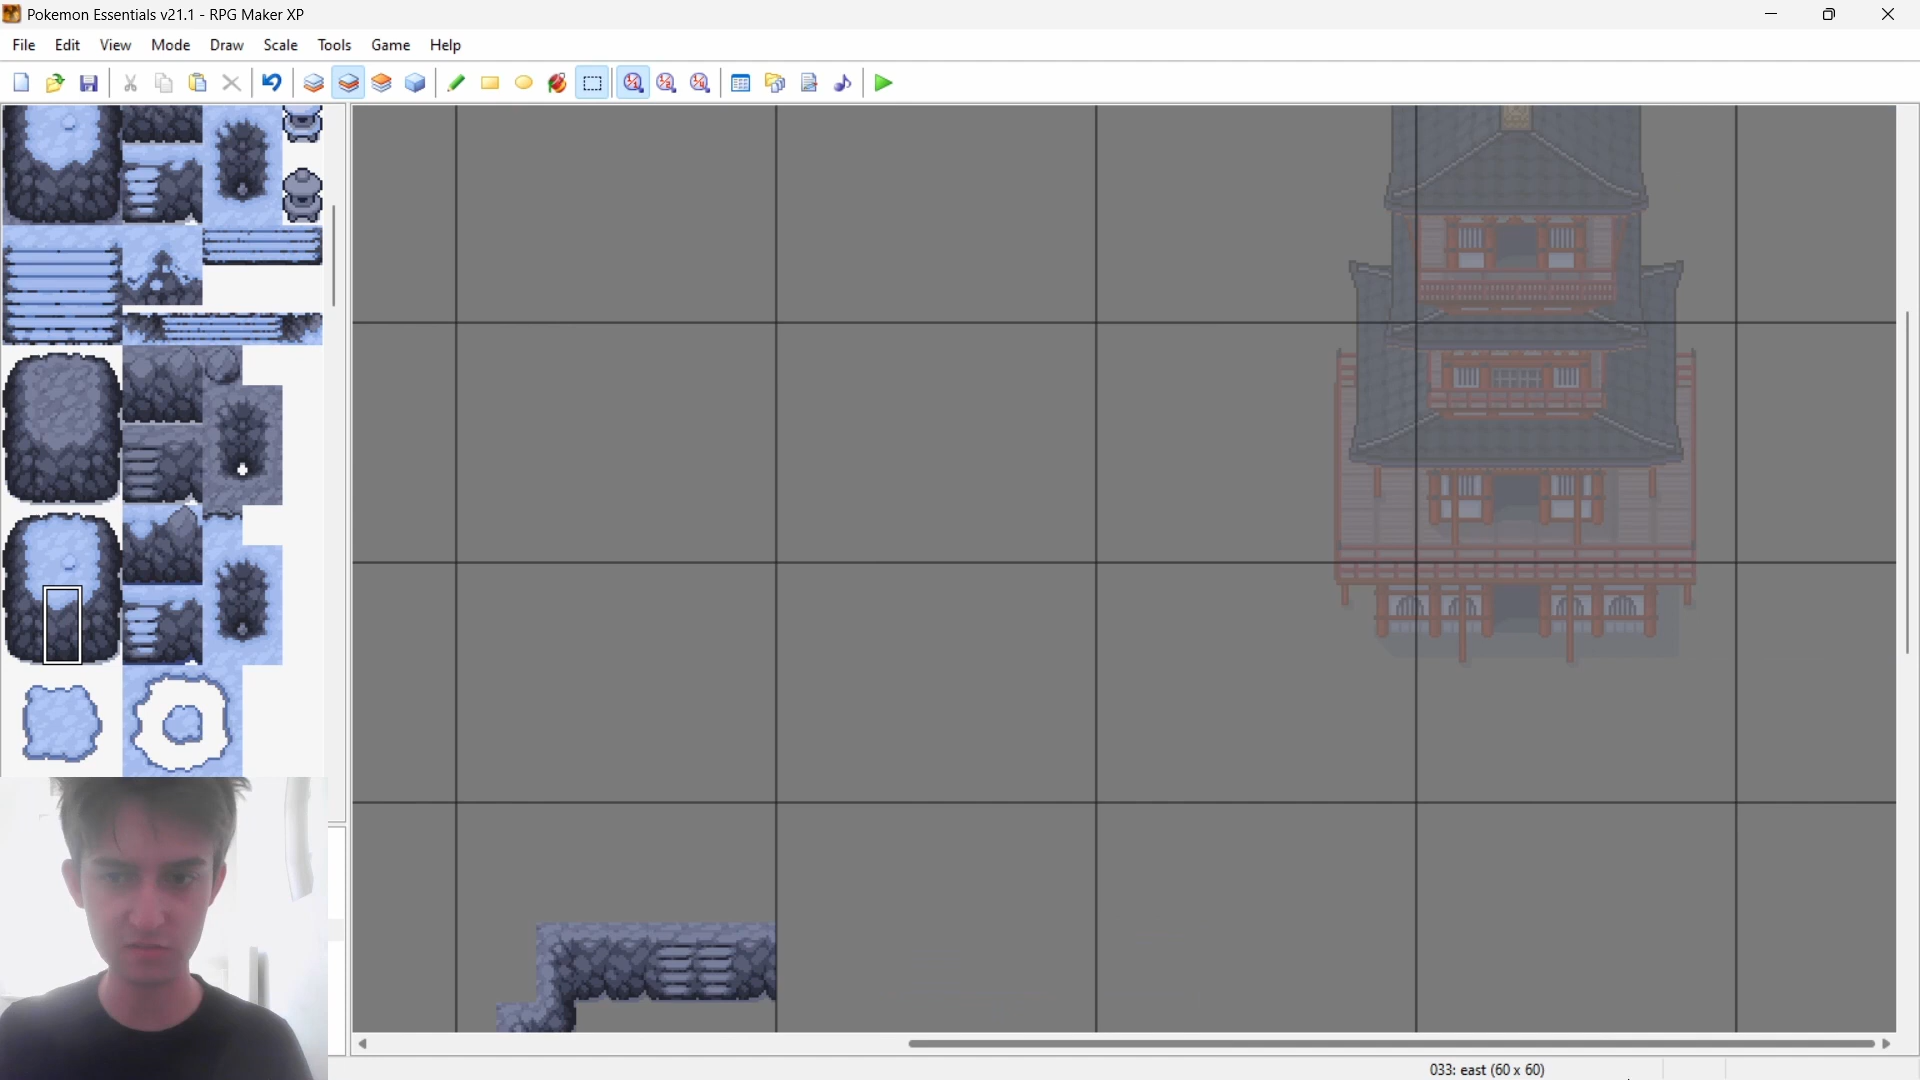 Pokemon Essentials v21.1 - RPG Maker XP
File Edit View Mode Draw Scale Tools Game Help
033: east (60 x 60)